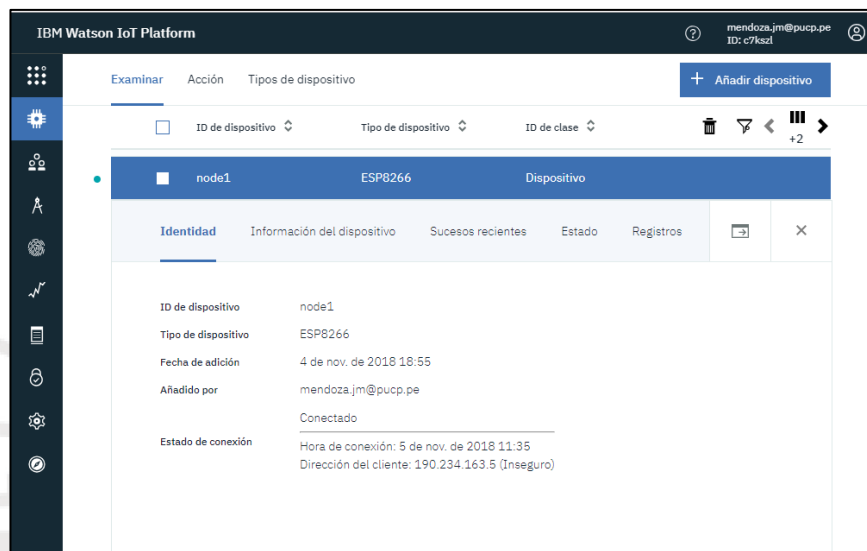 IBM Watson IoT Platform
mendoza.jm@pucp.pe
ID: c7kszl
Examinar Acción Tipos de dispositivo
+ Añadir dispositivo
ID de dispositivo Tipo de dispositivo ID de clase
+2
node1 ESP8266 Dispositivo
Identidad Información del dispositivo Sucesos recientes Estado Registros
ID de dispositivo node1
Tipo de dispositivo ESP8266
Fecha de adición 4 de nov. de 2018 18:55
Añadido por mendoza.jm@pucp.pe
Conectado
Estado de conexión
Hora de conexión: 5 de nov. de 2018 11:35
Dirección del cliente: 190.234.163.5 (Inseguro)